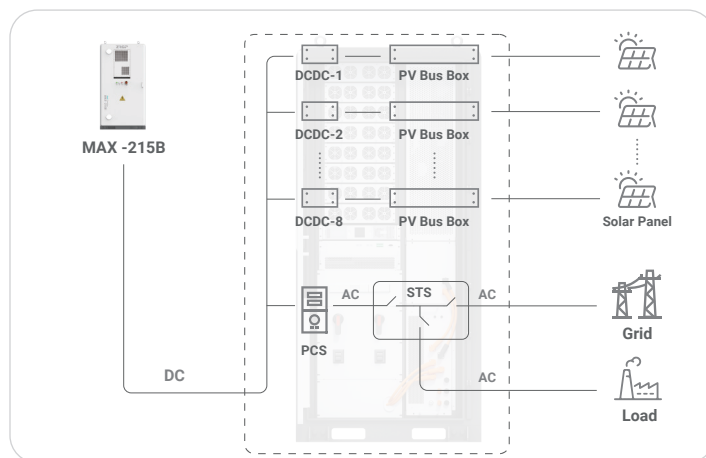 DCDC-1
PV Bus Box
MAX -215B
DCDC-2
PV Bus Box
DCDC-8
PV Bus Box
Solar Panel
AC
STS
AC
PCS
Grid
DC
AC
Load